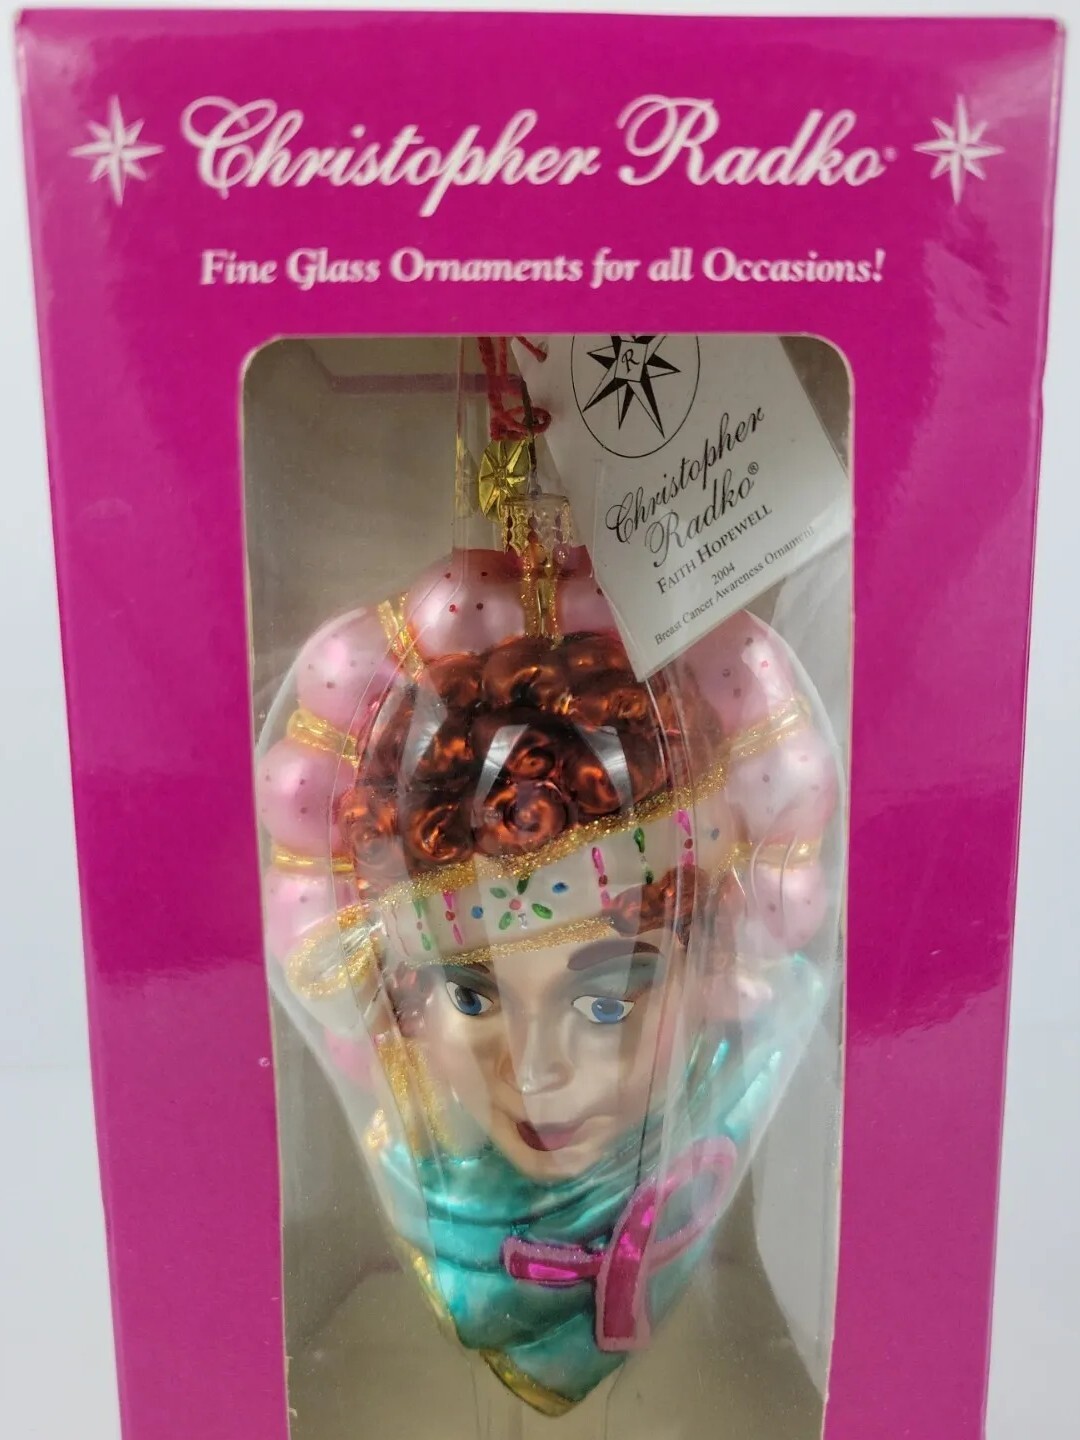 Christopher Radko
Fine Glass Ornaments for all Occasions!
R
Christopher
Radko®
FAITH HOPEWELL
2004
Breast Cancer Awareness Ornament